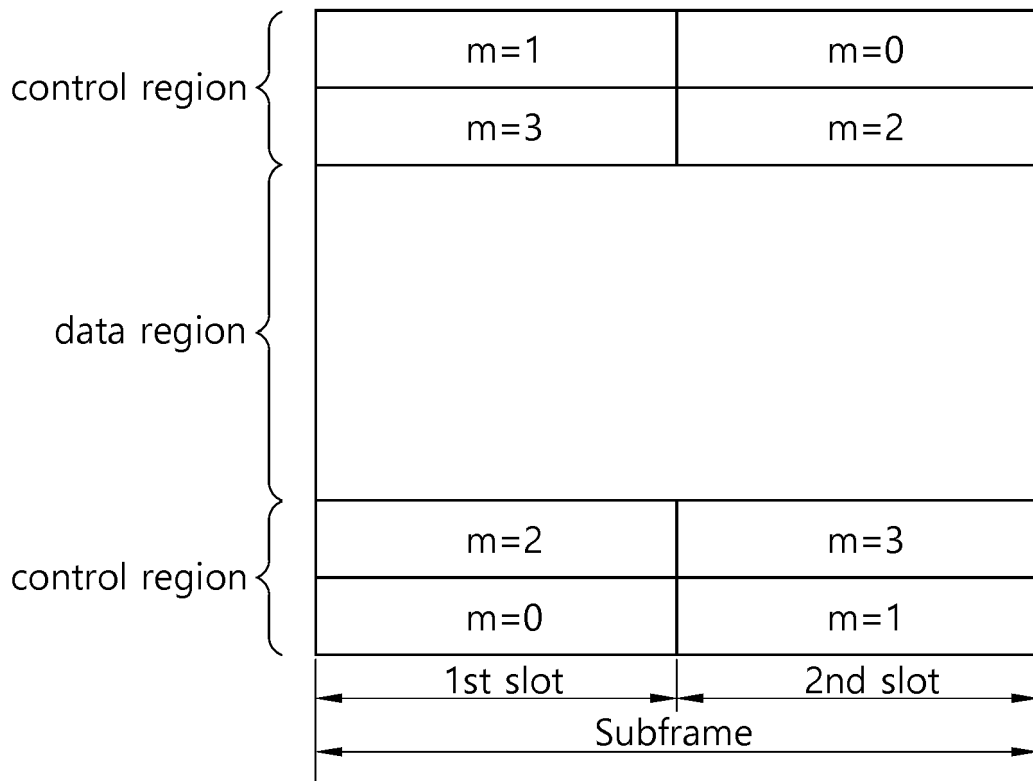 m=1 m=0
control region
m=3 m=2
data region
m=2 m=3
control region
m=0 m=1
1st slot 2nd slot
Subframe